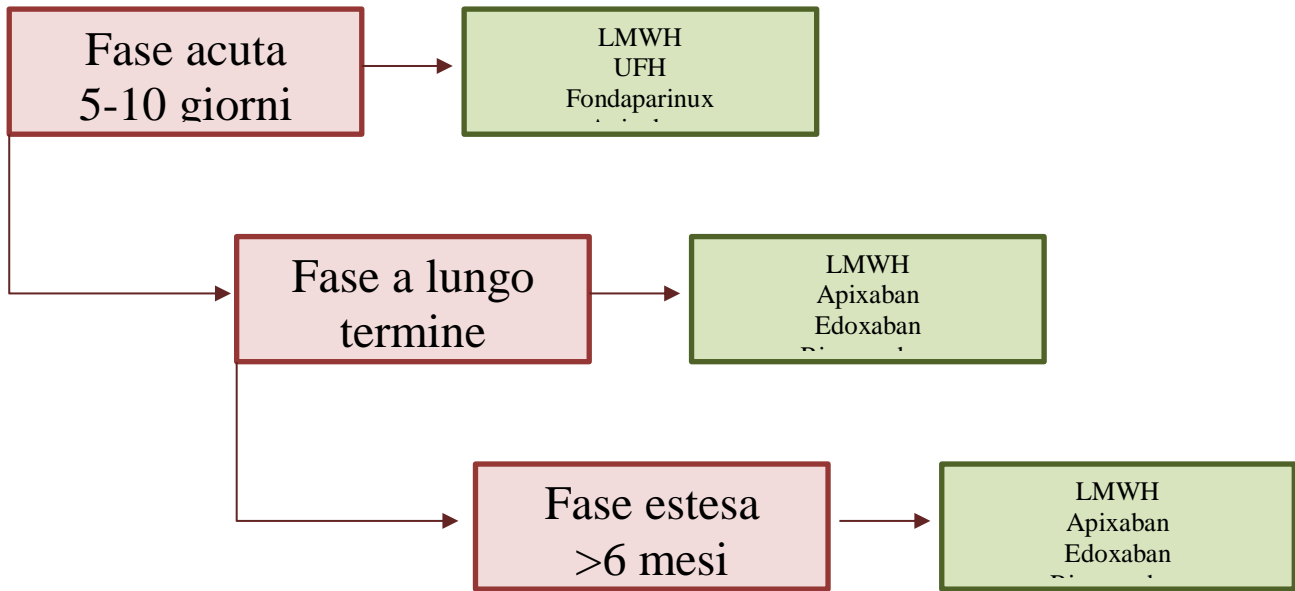 Fase acuta
5-10 giorni
LMWH
UFH
Fondaparinux
Fase a lungo
termine
LMWH
Apixaban
Edoxaban
Fase estesa
>6 mesi
LMWH
Apixaban
Edoxaban